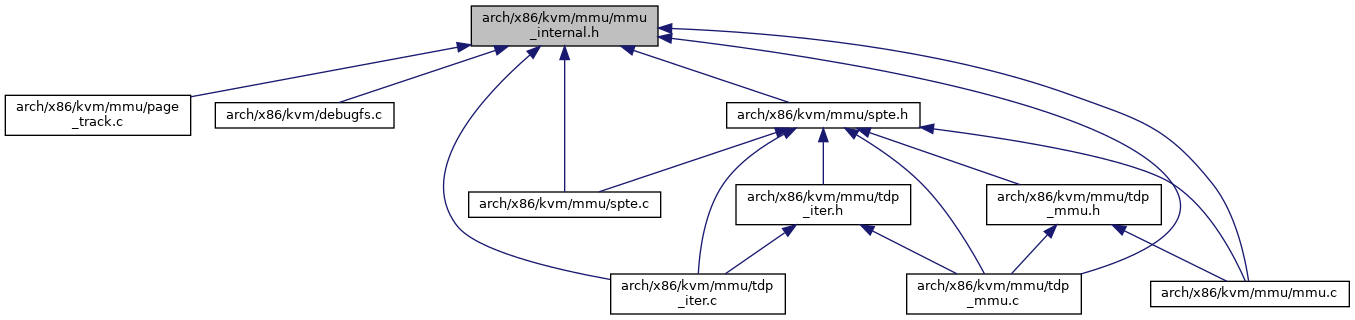 arch/x86/kvm/mmu/mmu
_internal.h
arch/x86/kvm/mmu/page
_track.c
arch/x86/kvm/debugfs.c
arch/x86/kvm/mmu/spte.h
arch/x86/kvm/mmu/spte.c
arch/x86/kvm/mmu/tdp
_iter.h
arch/x86/kvm/mmu/tdp
_mmu.h
arch/x86/kvm/mmu/tdp
_iter.c
arch/x86/kvm/mmu/tdp
_mmu.c
arch/x86/kvm/mmu/mmu.c